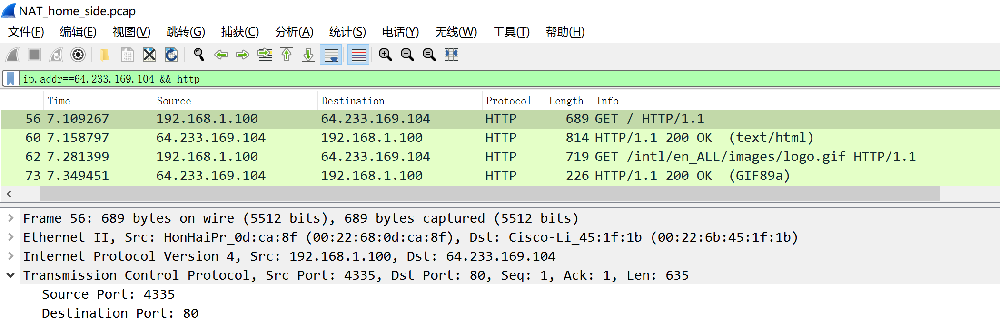 NAT_home_side.pcap
文件(F) 编辑(E) 视图(V) 跳转(G) 捕获(C) 分析(A) 统计(S) 电话(Y) 无线(W) 工具(T) 帮助(H)
ip.addr==64.233.169.104 && http
Time Source Destination Protocol Length Info
56 7.109267 192.168.1.100 64.233.169.104 HTTP 689 GET / HTTP/1.1
60 7.158797 64.233.169.104 192.168.1.100 HTTP 814 HTTP/1.1 200 OK (text/html)
62 7.281399 192.168.1.100 64.233.169.104 HTTP 719 GET /intl/en_ALL/images/logo.gif HTTP/1.1
73 7.349451 64.233.169.104 192.168.1.100 HTTP 226 HTTP/1.1 200 OK (GIF89a)
Frame 56: 689 bytes on wire (5512 bits), 689 bytes captured (5512 bits)
Ethernet II, Src: HonHaiPr_0d:ca:8f (00:22:68:0d:ca:8f), Dst: Cisco-Li_45:1f:1b (00:22:6b:45:1f:1b)
Internet Protocol Version 4, Src: 192.168.1.100, Dst: 64.233.169.104
Transmission Control Protocol, Src Port: 4335, Dst Port: 80, Seq: 1, Ack: 1, Len: 635
Source Port: 4335
Destination Port: 80